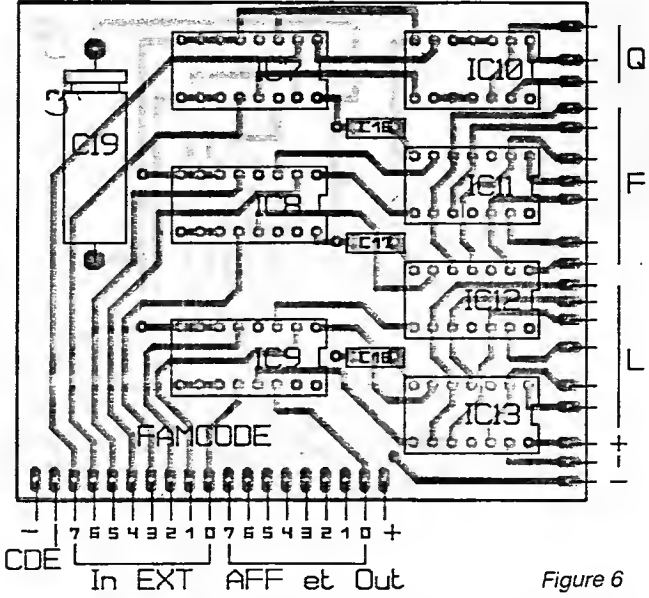 IC7
IC10
Q
C19
C16
IC11
F
IC8
C17
IC12
IC9
C18
L
IC13
FAMCODE
+
-
-
- 7 6 5 4 3 2 1 0 7 6 5 4 3 2 1 0 +
CDE
In EXT AFF et Out
Figure 6